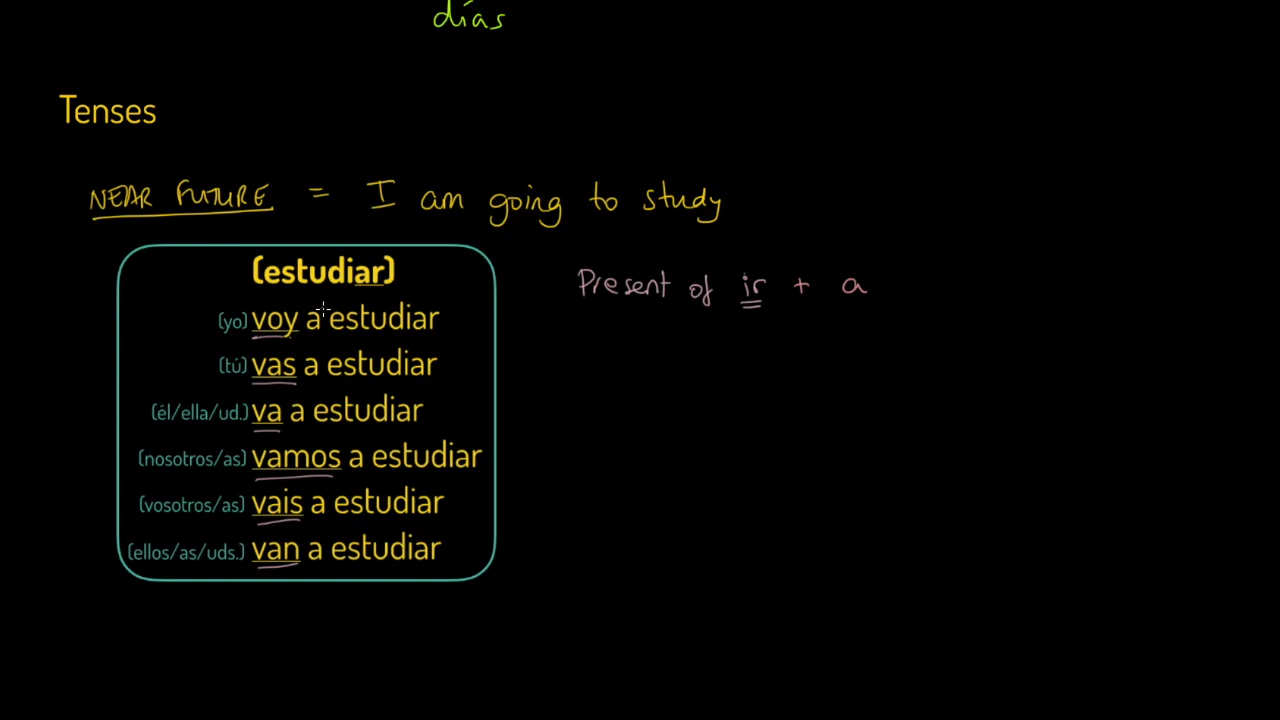 días
Tenses
NEAR FUTURE = I am going to study
(estudiar)
Present of ir + a
(yo) voy a estudiar
(tú) vas a estudiar
(él/ella/ud.) va a estudiar
(nosotros/as) vamos a estudiar
(vosotros/as) vais a estudiar
(ellos/as/uds.) van a estudiar